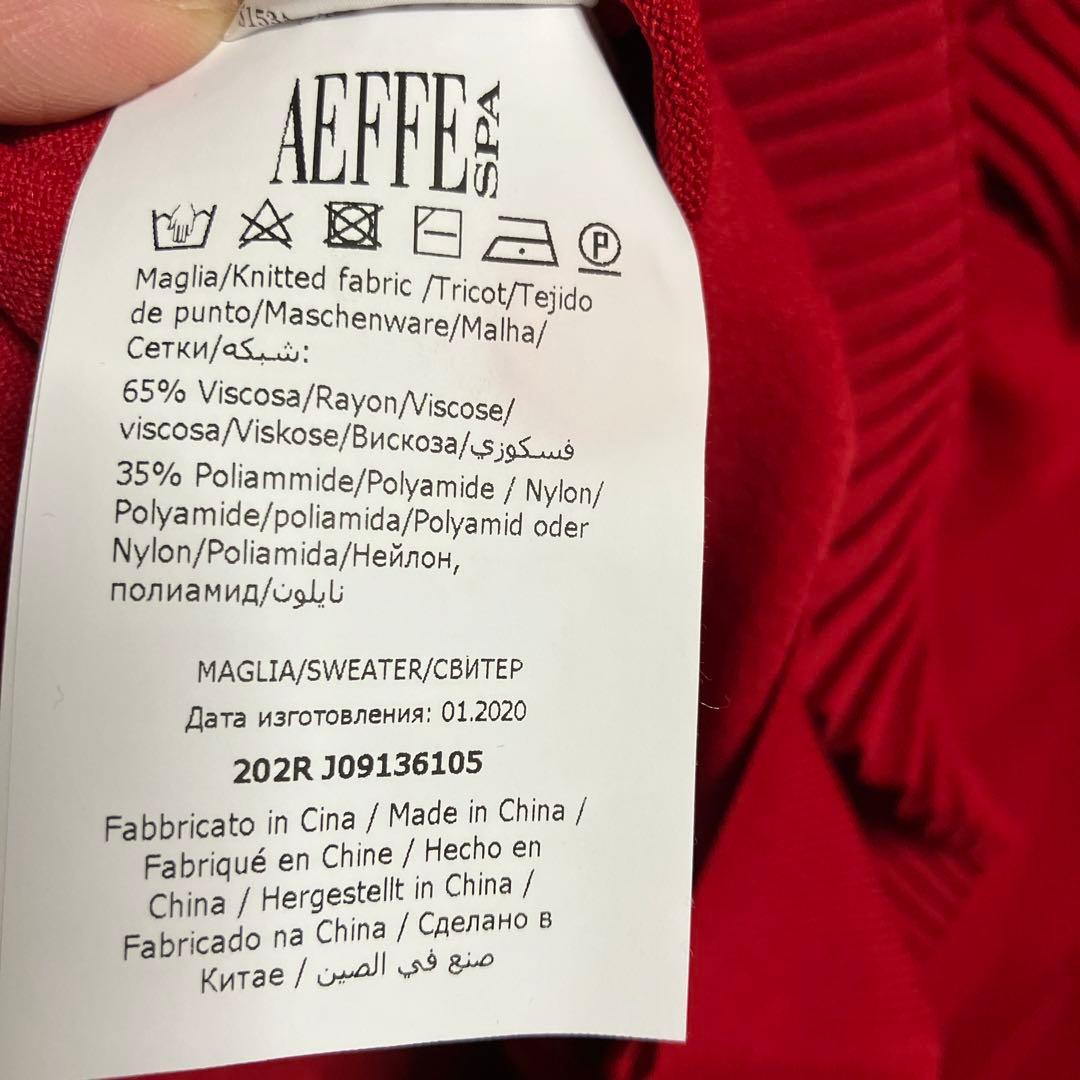 AEFFE SPA
P
Maglia/Knitted fabric /Tricot/Tejido
de punto/Maschenware/Malha/
Сетки/شبكه:
65% Viscosa/Rayon/Viscose/
viscosa/Viskose/Вискоза/فسكوزي
35% Poliammide/Polyamide / Nylon/
Polyamide/poliamida/Polyamid oder
Nylon/Poliamida/Нейлон,
полиамид/نايلون
MAGLIA/SWEATER/СВИТЕР
Дата изготовления: 01.2020
202R J09136105
Fabbricato in Cina / Made in China /
Fabriqué en Chine / Hecho en
China / Hergestellt in China /
Fabricado na China / Сделано в
Китае / صنع في الصين